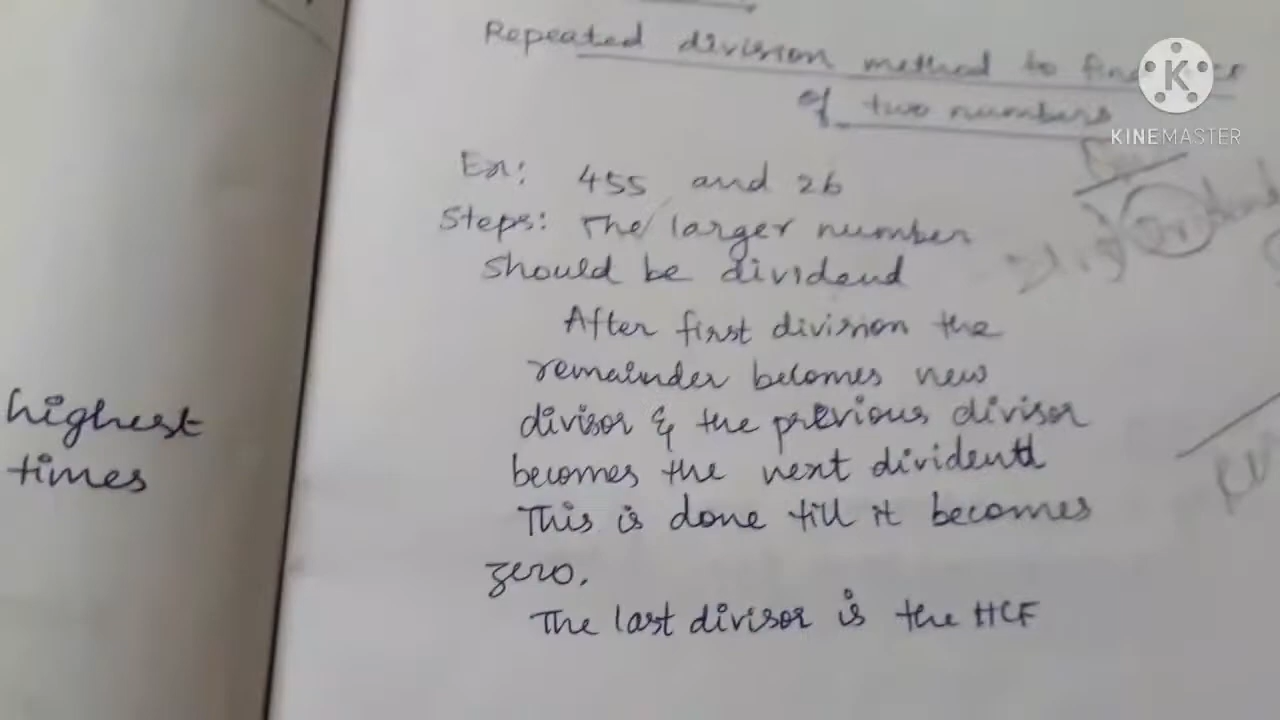 highest
times
Repeated division method to find
of two numbers
KINEMASTER
Ex: 455 and 26
Steps: The larger number
should be dividend
After first division the
remainder becomes new
divisor & the previous divisor
becomes the next dividend
This is done till it becomes
zero.
The last divisor is the HCF